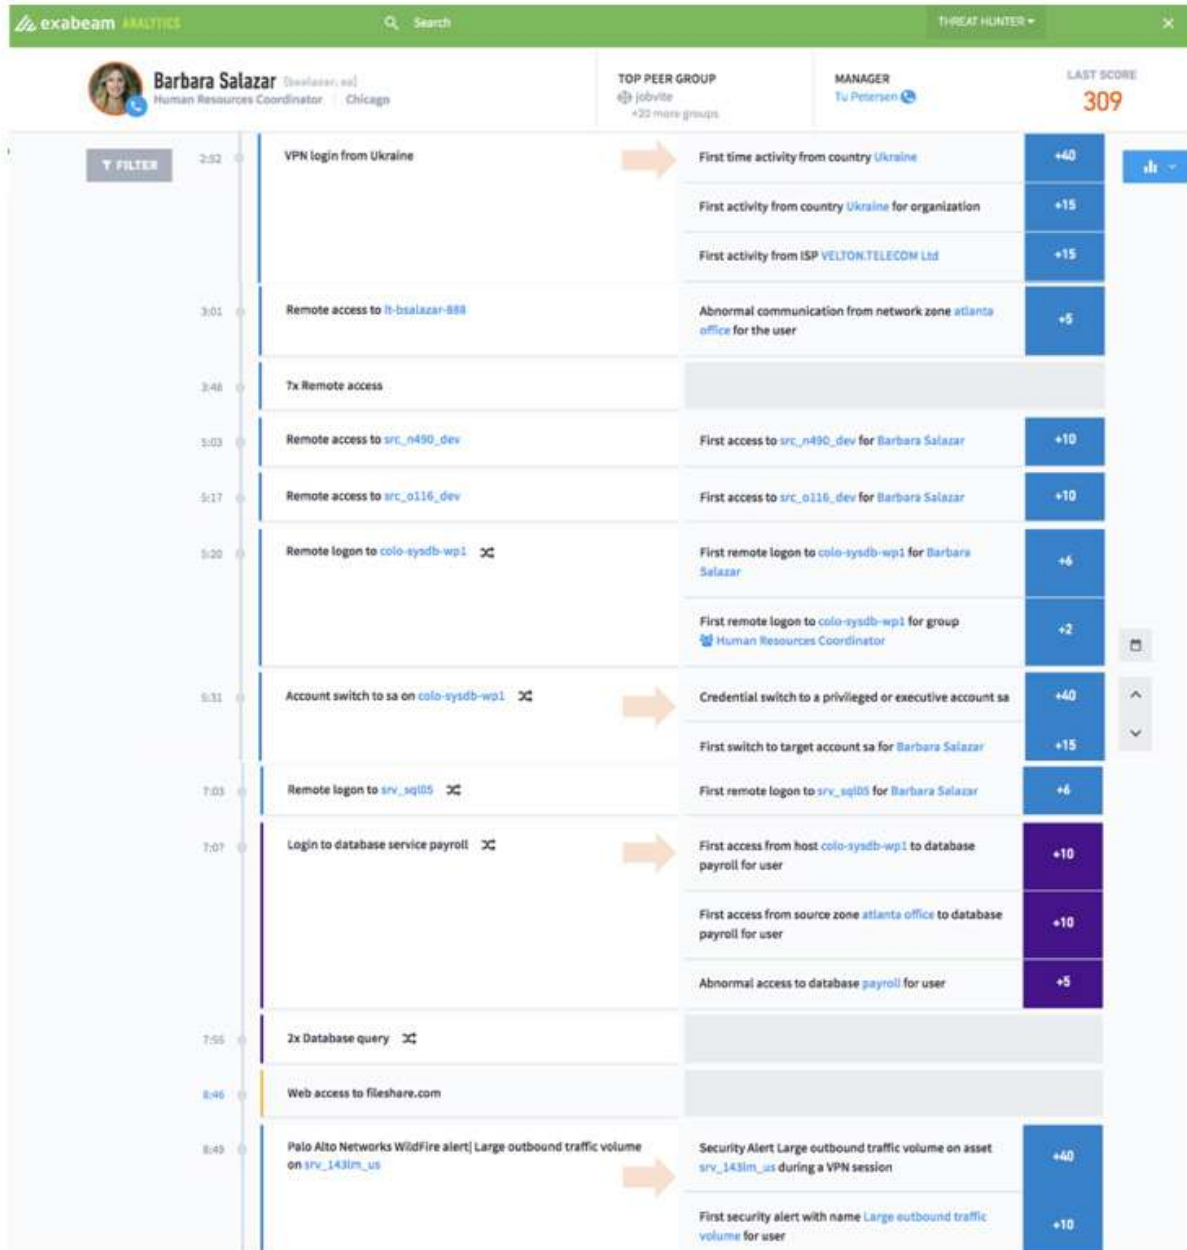 exabeam ANALYTICS
Search
THREAT HUNTER
Barbara Salazar
Human Resources Coordinator Chicago
TOP PEER GROUP
jobvite
+20 more groups
MANAGER
Tu Petersen
LAST SCORE
309
FILTER
2:52
VPN login from Ukraine
First time activity from country Ukraine
+40
First activity from country Ukraine for organization
+15
First activity from ISP VELTON.TELECOM Ltd
+15
3:01
Remote access to lt-bsalazar-888
Abnormal communication from network zone atlanta
office for the user
+5
3:48
7x Remote access
5:03
Remote access to src_n490_dev
First access to src_n490_dev for Barbara Salazar
+10
5:17
Remote access to src_o116_dev
First access to src_o116_dev for Barbara Salazar
+10
5:20
Remote logon to colo-sysdb-wp1
First remote logon to colo-sysdb-wp1 for Barbara
Salazar
+6
First remote logon to colo-sysdb-wp1 for group
Human Resources Coordinator
+2
5:31
Account switch to sa on colo-sysdb-wp1
Credential switch to a privileged or executive account sa
+40
First switch to target account sa for Barbara Salazar
+15
7:03
Remote logon to srv_sql05
First remote logon to srv_sql05 for Barbara Salazar
+6
7:07
Login to database service payroll
First access from host colo-sysdb-wp1 to database
payroll for user
+10
First access from source zone atlanta office to database
payroll for user
+10
Abnormal access to database payroll for user
+5
7:55
2x Database query
8:46
Web access to fileshare.com
8:49
Palo Alto Networks WildFire alert| Large outbound traffic volume
on srv_143lm_us
Security Alert Large outbound traffic volume on asset
srv_143lm_us during a VPN session
+40
First security alert with name Large outbound traffic
volume for user
+10